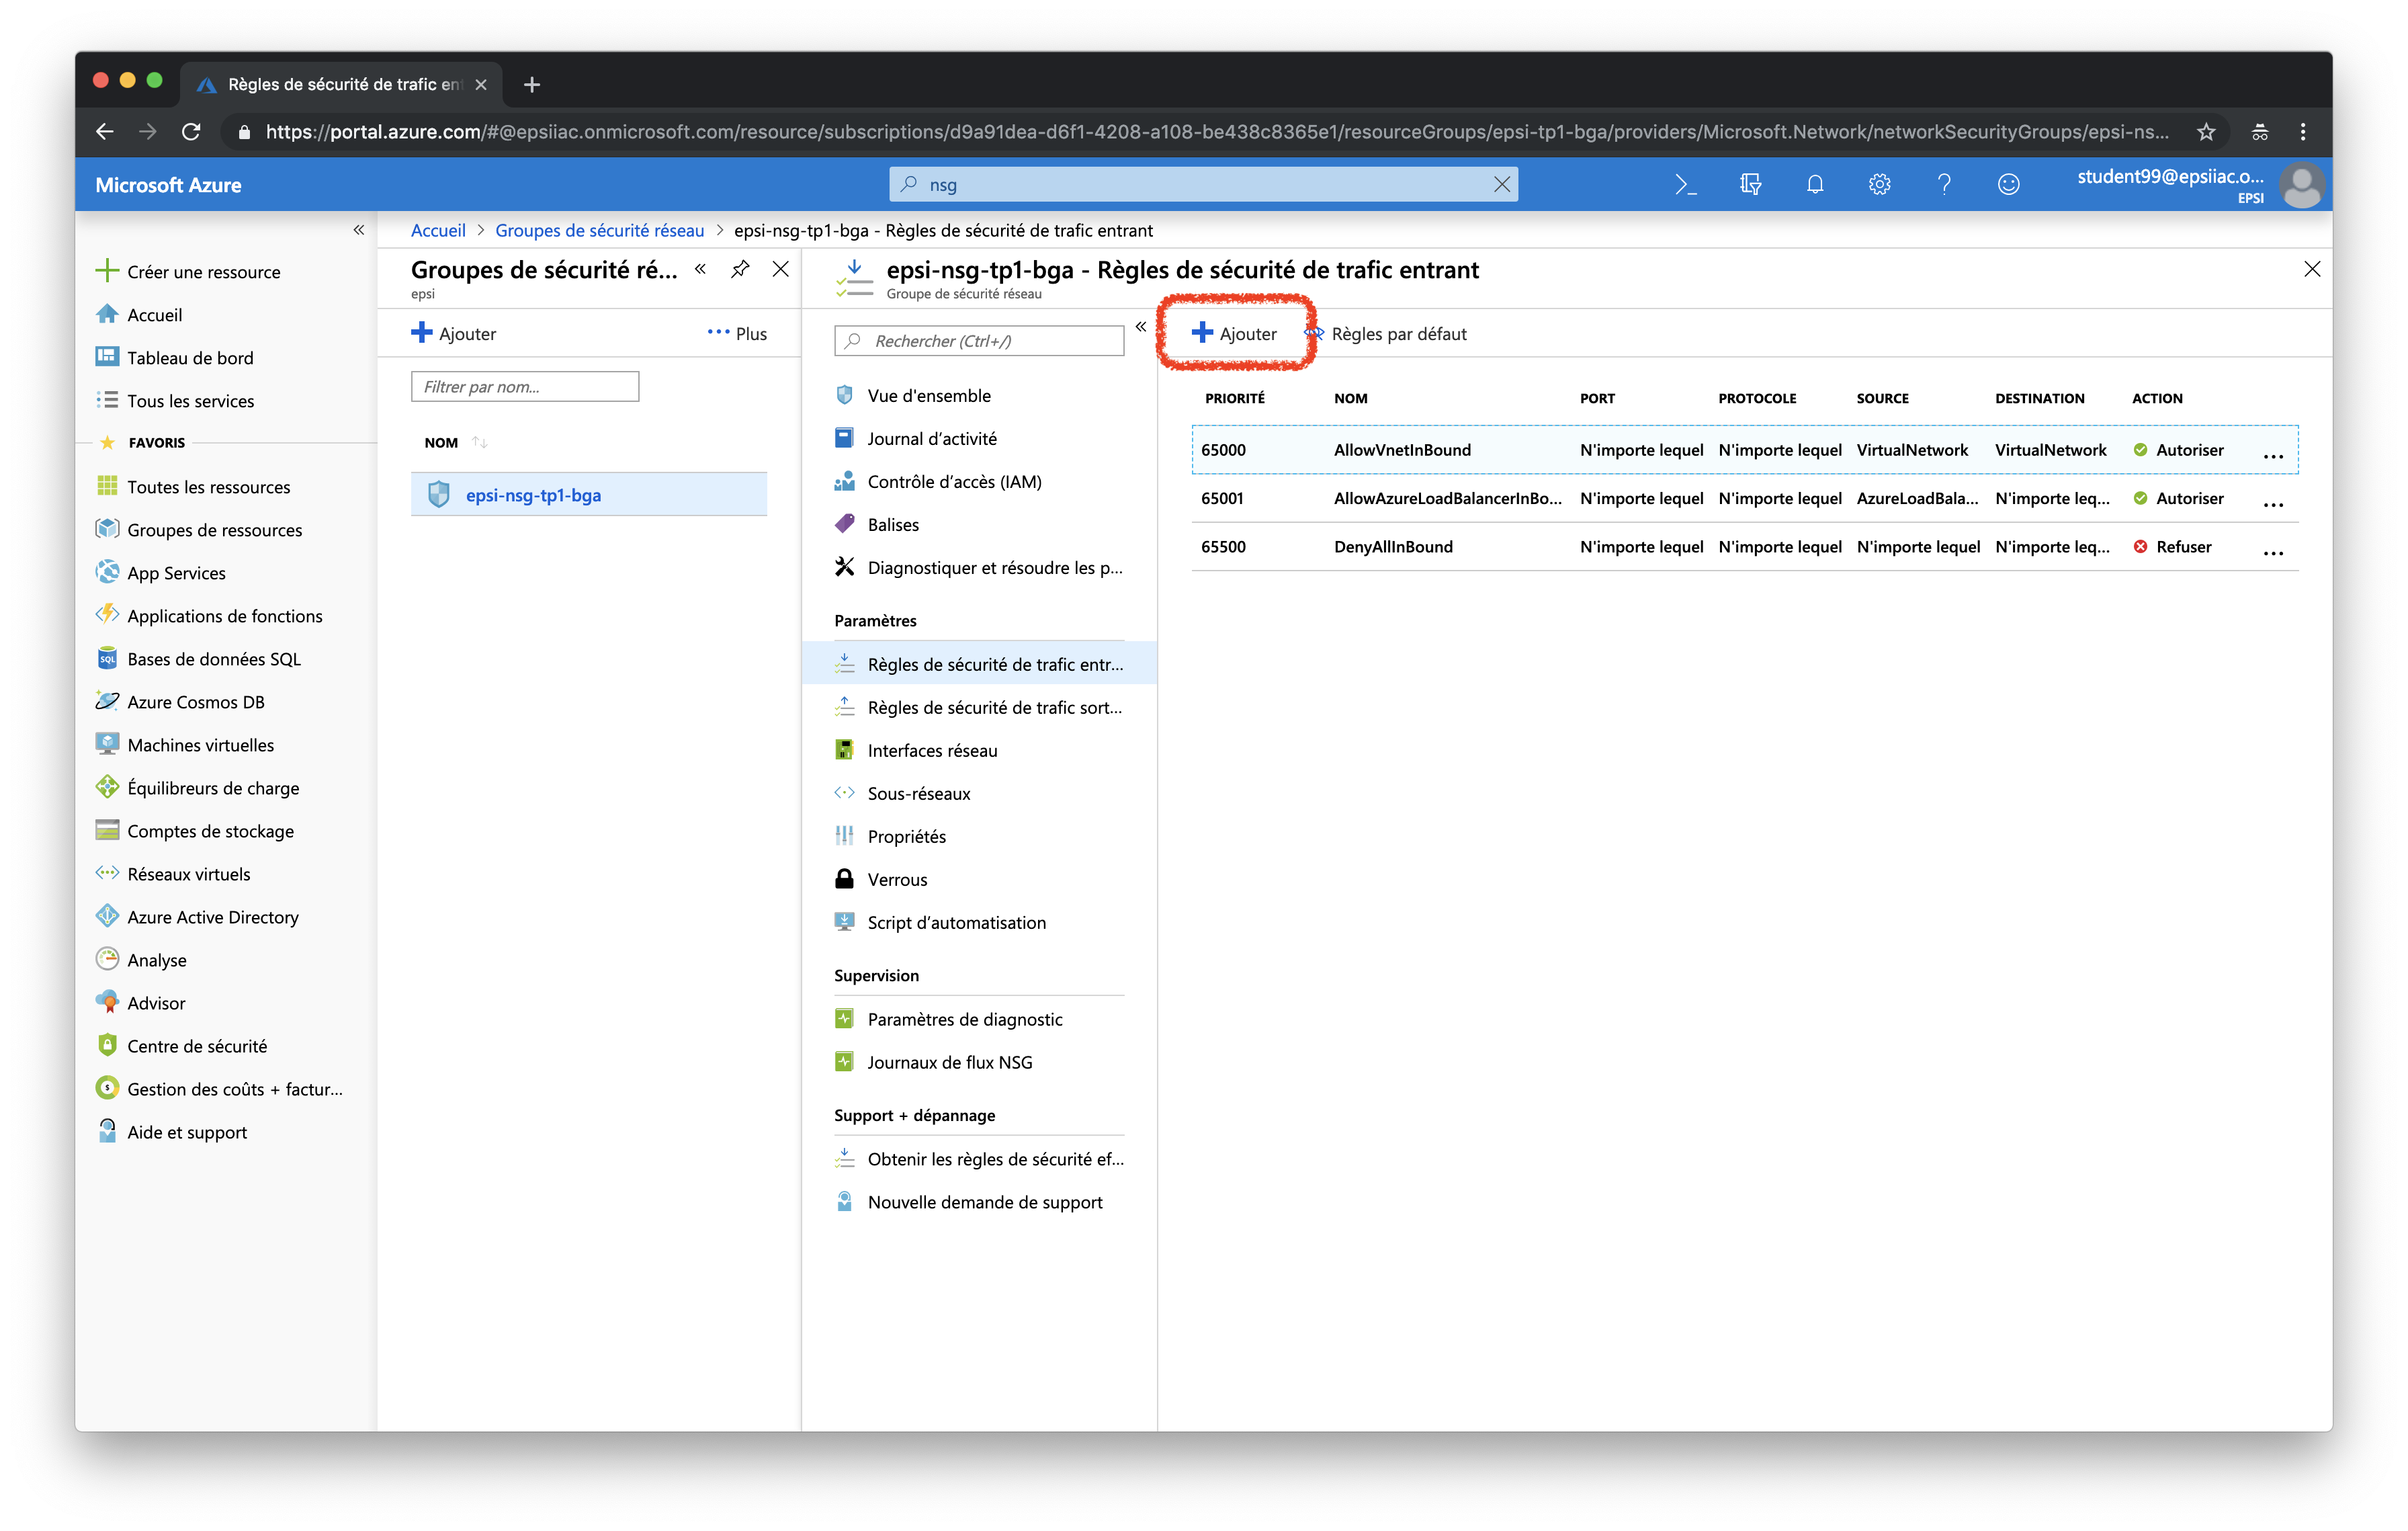 Règles de sécurité de trafic ent
https://portal.azure.com/#@epsiiac.onmicrosoft.com/resource/subscriptions/d9a91dea-d6f1-4208-a108-be438c8365e1/resourceGroups/epsi-tp1-bga/providers/Microsoft.Network/networkSecurityGroups/epsi-ns...
Microsoft Azure
nsg
student99@epsiiac.o...
EPSI
Accueil > Groupes de sécurité réseau > epsi-nsg-tp1-bga - Règles de sécurité de trafic entrant
Créer une ressource
Accueil
Tableau de bord
Tous les services
FAVORIS
Toutes les ressources
Groupes de ressources
App Services
Applications de fonctions
SQL
Bases de données SQL
Azure Cosmos DB
Machines virtuelles
Équilibreurs de charge
Comptes de stockage
Réseaux virtuels
Azure Active Directory
Analyse
Advisor
Centre de sécurité
Gestion des coûts + factur...
Aide et support
Groupes de sécurité ré...
epsi
Ajouter
Plus
Filtrer par nom...
NOM
epsi-nsg-tp1-bga
epsi-nsg-tp1-bga - Règles de sécurité de trafic entrant
Groupe de sécurité réseau
Rechercher (Ctrl+/)
Vue d'ensemble
Journal d'activité
Contrôle d'accès (IAM)
Balises
Diagnostiquer et résoudre les p...
Paramètres
Règles de sécurité de trafic entr...
Règles de sécurité de trafic sort...
Interfaces réseau
Sous-réseaux
Propriétés
Verrous
Script d'automatisation
Supervision
Paramètres de diagnostic
Journaux de flux NSG
Support + dépannage
Obtenir les règles de sécurité ef...
Nouvelle demande de support
Ajouter
Règles par défaut
PRIORITÉ NOM PORT PROTOCOLE SOURCE DESTINATION ACTION
65000 AllowVnetInBound N'importe lequel N'importe lequel VirtualNetwork VirtualNetwork Autoriser ...
65001 AllowAzureLoadBalancerInBo... N'importe lequel N'importe lequel AzureLoadBala... N'importe leq... Autoriser ...
65500 DenyAllInBound N'importe lequel N'importe lequel N'importe lequel N'importe leq... Refuser ...